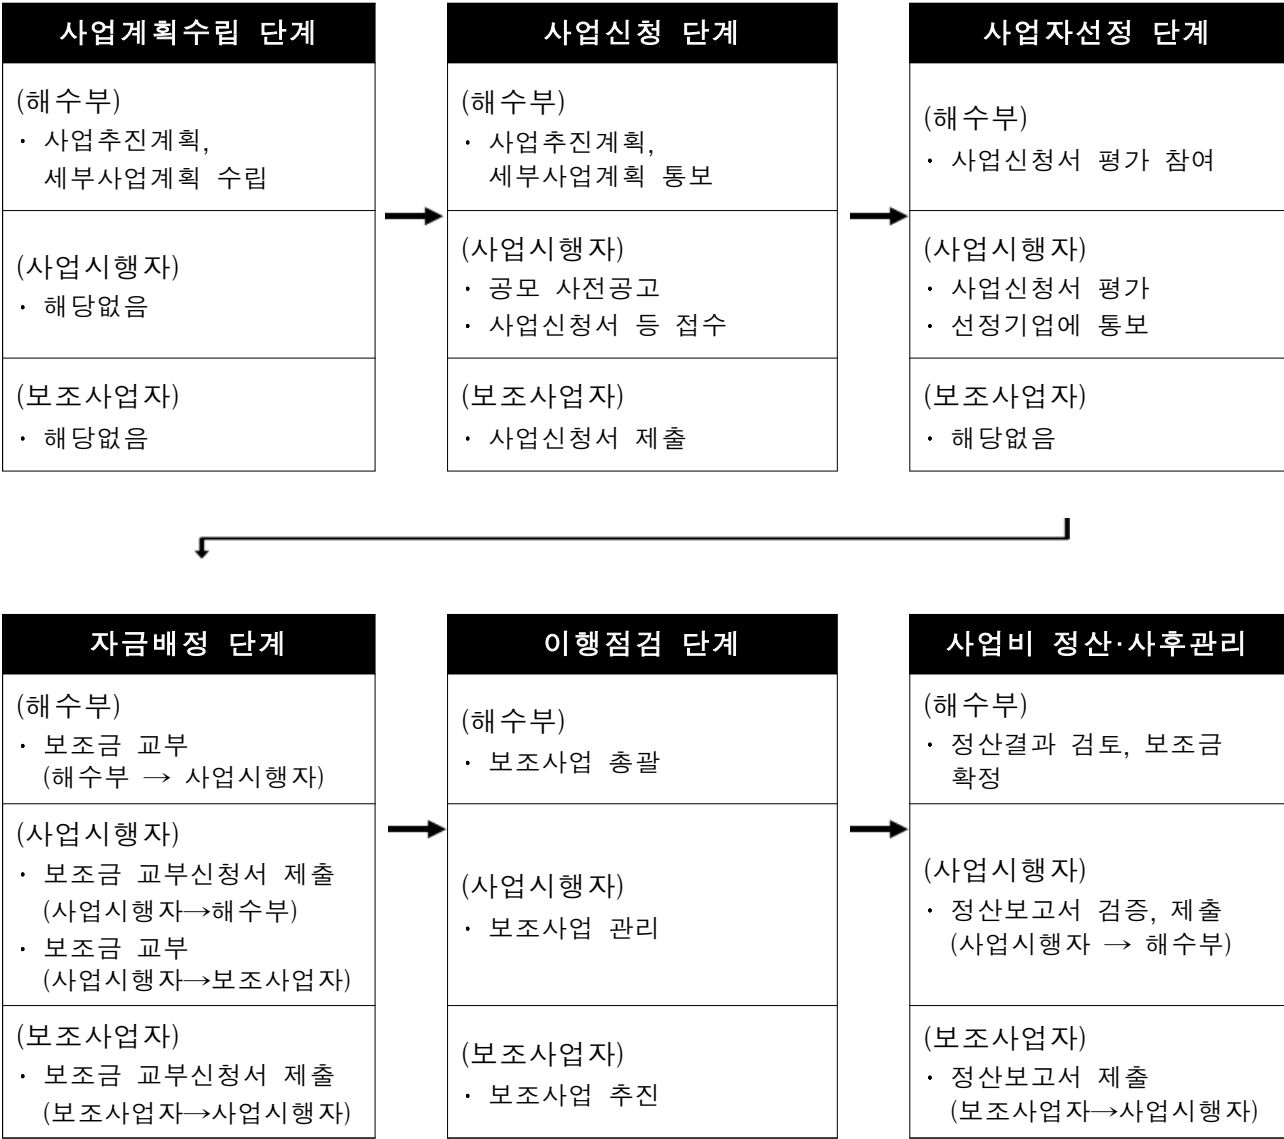 사업계획수립 단계
(해수부)
· 사업추진계획,
세부사업계획 수립
(사업시행자)
· 해당없음
(보조사업자)
· 해당없음
사업신청 단계
(해수부)
· 사업추진계획,
세부사업계획 통보
(사업시행자)
· 공모 사전공고
· 사업신청서 등 접수
(보조사업자)
· 사업신청서 제출
사업자선정 단계
(해수부)
· 사업신청서 평가 참여
(사업시행자)
· 사업신청서 평가
· 선정기업에 통보
(보조사업자)
· 해당없음
자금배정 단계
(해수부)
· 보조금 교부
(해수부 → 사업시행자)
(사업시행자)
· 보조금 교부신청서 제출
(사업시행자→해수부)
· 보조금 교부
(사업시행자→보조사업자)
(보조사업자)
· 보조금 교부신청서 제출
(보조사업자→사업시행자)
이행점검 단계
(해수부)
· 보조사업 총괄
(사업시행자)
· 보조사업 관리
(보조사업자)
· 보조사업 추진
사업비 정산·사후관리
(해수부)
· 정산결과 검토, 보조금
확정
(사업시행자)
· 정산보고서 검증, 제출
(사업시행자 → 해수부)
(보조사업자)
· 정산보고서 제출
(보조사업자→사업시행자)